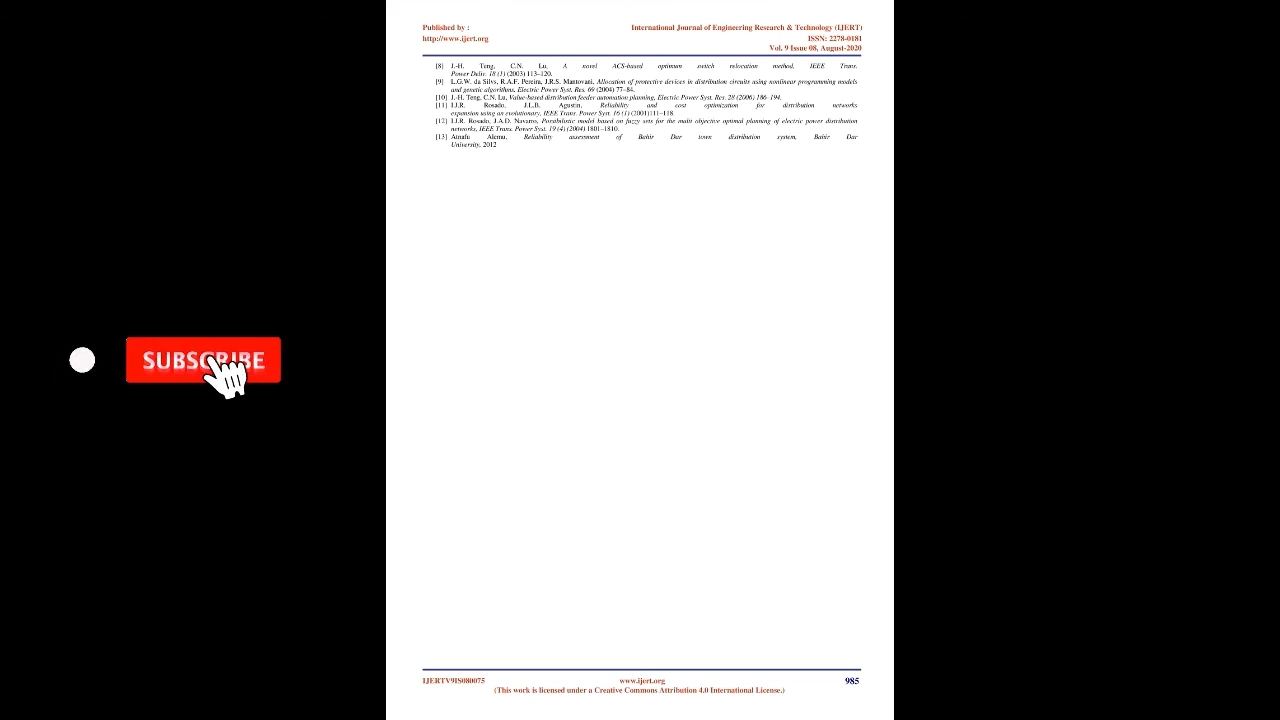 Published by :
International Journal of Engineering Research & Technology (IJERT)
http://www.ijert.org
ISSN: 2278-0181
Vol. 9 Issue 08, August-2020
[8] J.-H. Teng, C.N. Lu, A novel ACS-based optimum switch relocation method, IEEE Trans.
Power Deliv. 18 (1) (2003) 113–120.
[9] L.G.W. da Silvs, R.A.F. Pereira, J.R.S. Mantovani, Allocation of protective devices in distribution circuits using nonlinear programming models
and genetic algorithms, Electric Power Syst. Res. 69 (2004) 77–84.
[10] J.-H. Teng, C.N. Lu, Value-based distribution feeder automation planning, Electric Power Syst. Res. 28 (2006) 186–194.
[11] I.J.R. Rosado, J.L.B. Agustin, Reliability and cost optimization for distribution networks
expansion using an evolutionary, IEEE Trans. Power Syst. 16 (1) (2001)111–118.
[12] I.J.R. Rosado, J.A.D. Navarro, Porabilistic model based on fuzzy sets for the multi objective optimal planning of electric power distribution
networks, IEEE Trans. Power Syst. 19 (4) (2004) 1801–1810.
[13] Atnafu Alemu, Reliability assessment of Bahir Dar town distribution system, Bahir Dar
University, 2012
SUBSCRIBE
IJERTV9IS080075
www.ijert.org
985
(This work is licensed under a Creative Commons Attribution 4.0 International License.)